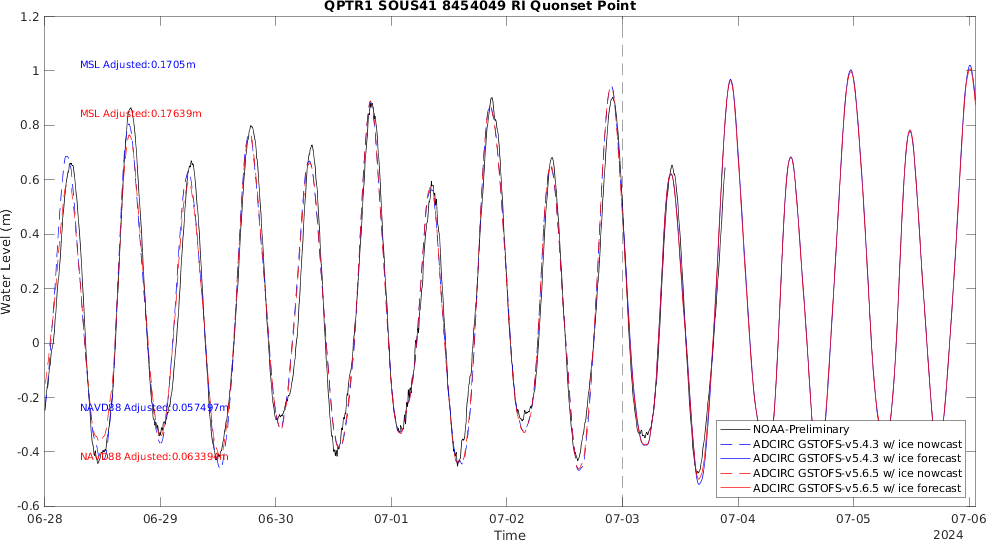 QPTR1 SOUS41 8454049 RI Quonset Point
1.2
1
0.8
0.6
0.4
0.2
0
-0.2
-0.4
-0.6
Water Level (m)
MSL Adjusted:0.1705m
MSL Adjusted:0.17639m
NAVD88 Adjusted:0.057497m
NAVD88 Adjusted:0.063394m
NOAA-Preliminary
ADCIRC GSTOFS-v5.4.3 w/ ice nowcast
ADCIRC GSTOFS-v5.4.3 w/ ice forecast
ADCIRC GSTOFS-v5.6.5 w/ ice nowcast
ADCIRC GSTOFS-v5.6.5 w/ ice forecast
06-28 06-29 06-30 07-01 07-02 07-03 07-04 07-05 07-06
Time
2024